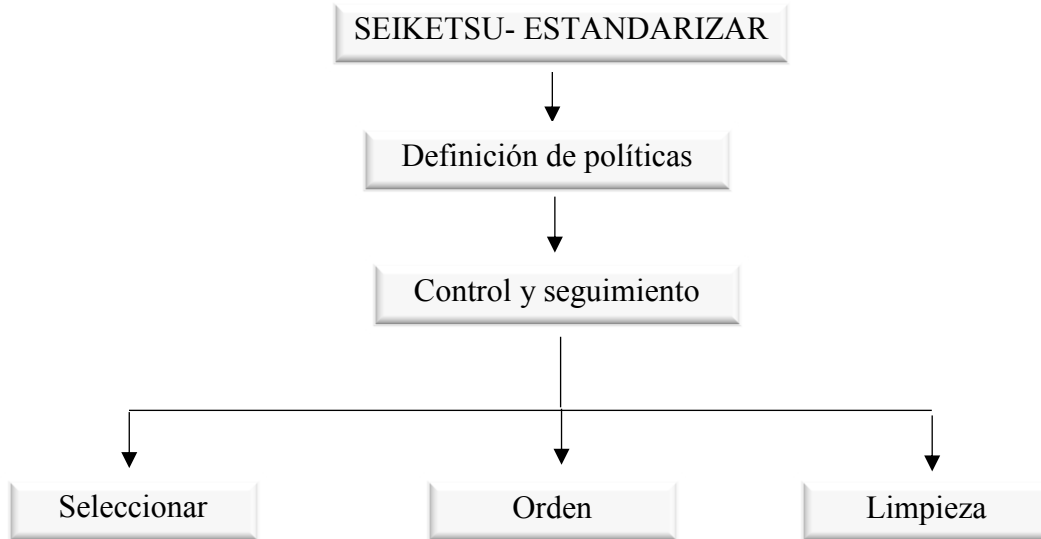 SEIKETSU- ESTANDARIZAR
Definición de políticas
Control y seguimiento
Seleccionar
Orden
Limpieza